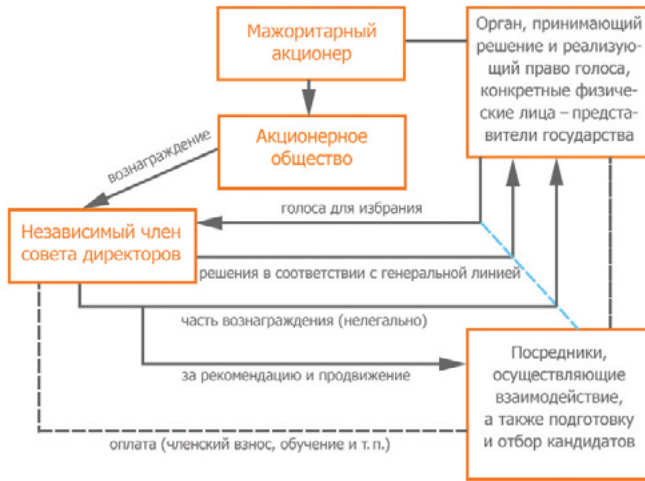 Мажоритарный
акционер
Орган, принимающий
решение и реализую-
щий право голоса,
конкретные физиче-
ские лица – предста-
вители государства
Акционерное
общество
вознаграждение
голоса для избрания
Независимый член
совета директоров
решения в соответствии с генеральной линией
часть вознаграждения (нелегально)
за рекомендацию и продвижение
Посредники,
осуществляющие
взаимодействие,
а также подготовку
и отбор кандидатов
оплата (членский взнос, обучение и т. п.)